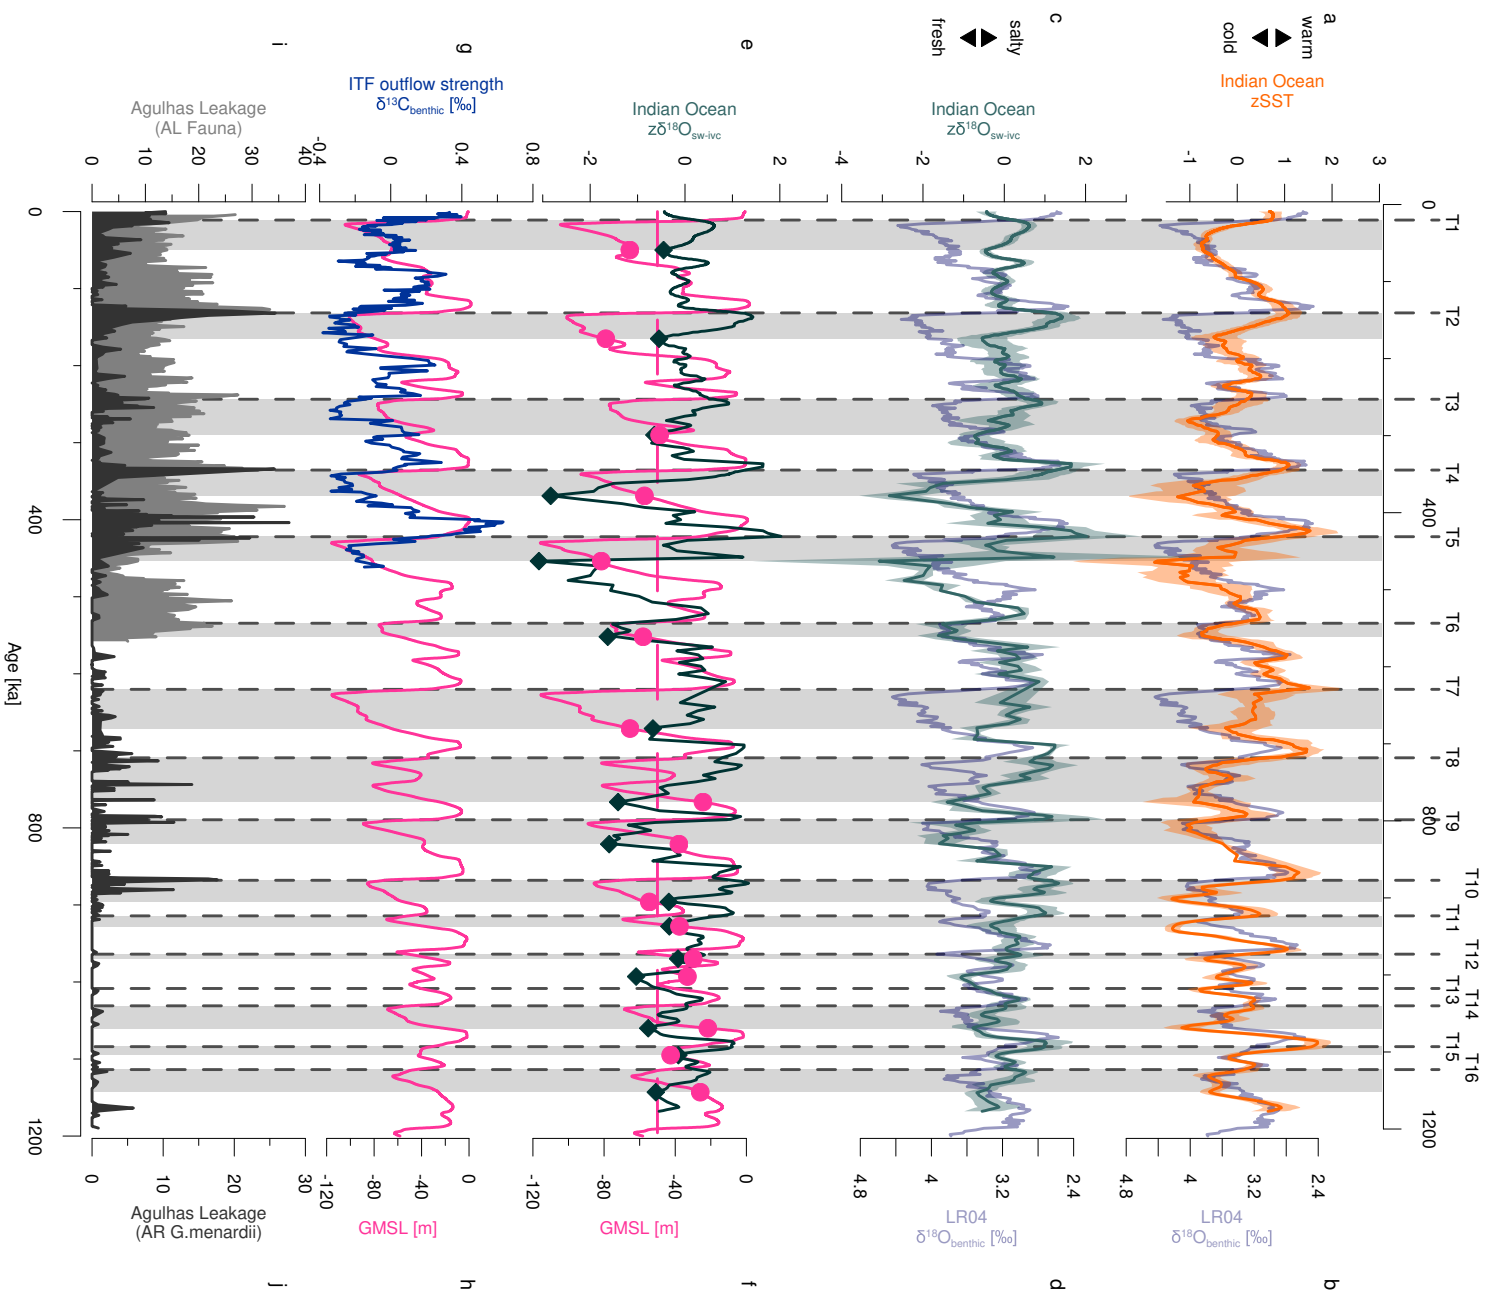 a
warm
cold
Indian Ocean
zSST
-1
0
1
2
3
c
salty
fresh
Indian Ocean
zδ18Osw-ivc
-4
-2
0
2
e
Indian Ocean
zδ18Osw-ivc
-2
0
2
g
ITF outflow strength
δ13Cbenthic [‰]
-0.4
0
0.4
0.8
i
Agulhas Leakage
(AL Fauna)
0
10
20
30
40
0
400
800
1200
T1
T2
T3
T4
T5
T6
T7
T8
T9
T10
T11
T12
T13
T14
T15
T16
0
400
800
1200
Age [ka]
4.8
4
3.2
2.4
LR04
δ18Obenthic [‰]
b
4.8
4
3.2
2.4
LR04
δ18Obenthic [‰]
d
-120
-80
-40
0
GMSL [m]
f
-120
-80
-40
0
GMSL [m]
h
0
10
20
30
Agulhas Leakage
(AR G.menardii)
j